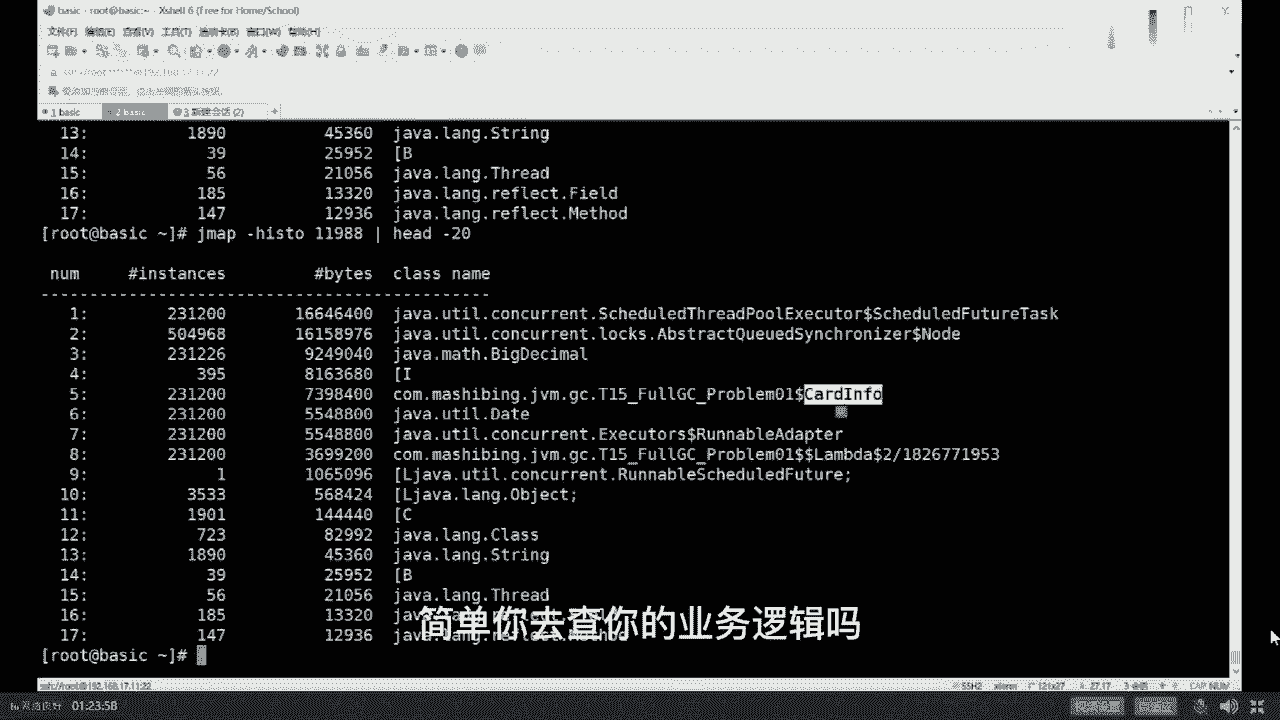 basic - root@basic:~ - Xshell 6 (Free for Home/School)
文件(F) 编辑(E) 查看(V) 工具(T) 选项卡(B) 窗口(W) 帮助(H)
1 basic 2 basic 3 新建会话 (2) +
13: 1890 45360 java.lang.String
14: 39 25952 [B
15: 56 21056 java.lang.Thread
16: 185 13320 java.lang.reflect.Field
17: 147 12936 java.lang.reflect.Method
[root@basic ~]# jmap -histo 11988 | head -20
num #instances #bytes class name
----------------------------------------------
1: 231200 16646400 java.util.concurrent.ScheduledThreadPoolExecutor$ScheduledFutureTask
2: 504968 16158976 java.util.concurrent.locks.AbstractQueuedSynchronizer$Node
3: 231226 9249040 java.math.BigDecimal
4: 395 8163680 [I
5: 231200 7398400 com.mashibing.jvm.gc.T15_FullGC_Problem01$CardInfo
6: 231200 5548800 java.util.Date
7: 231200 5548800 java.util.concurrent.Executors$RunnableAdapter
8: 231200 3699200 com.mashibing.jvm.gc.T15_FullGC_Problem01$$Lambda$2/1826771953
9: 1 1065096 [Ljava.util.concurrent.RunnableScheduledFuture;
10: 3533 568424 [Ljava.lang.Object;
11: 1901 144440 [C
12: 723 82992 java.lang.Class
13: 1890 45360 java.lang.String
14: 39 25952 [B
15: 56 21056 java.lang.Thread
16: 185 13320
17: 147 12936
简单你去查你的业务逻辑吗
[root@basic ~]#
ssh://root@192.168.17.11:22
01:23:58